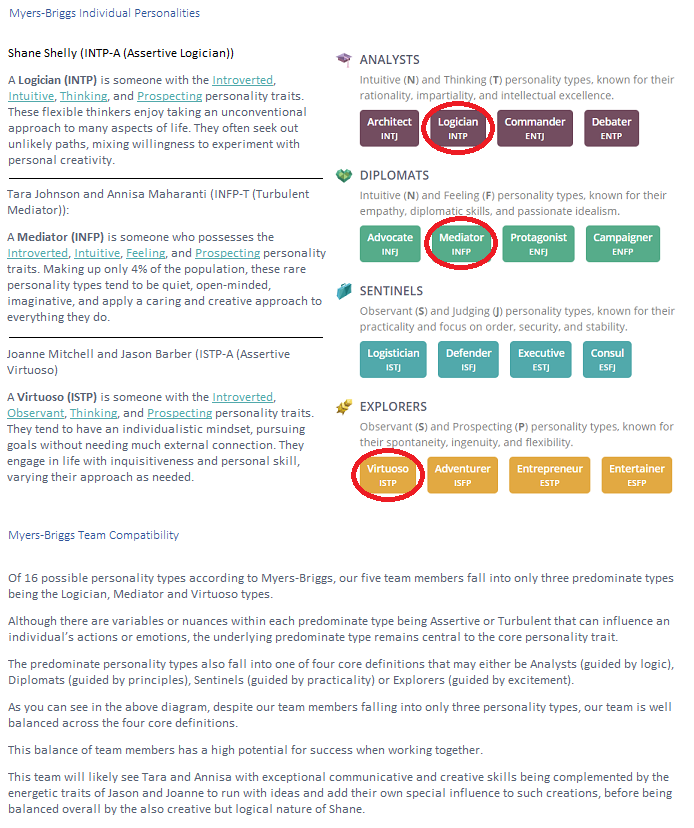 Myers-Briggs Individual Personalities
Shane Shelly (INTP-A (Assertive Logician))
A Logician (INTP) is someone with the Introverted,
Intuitive, Thinking, and Prospecting personality traits.
These flexible thinkers enjoy taking an unconventional
approach to many aspects of life. They often seek out
unlikely paths, mixing willingness to experiment with
personal creativity.
Tara Johnson and Annisa Maharanti (INFP-T (Turbulent
Mediator)):
A Mediator (INFP) is someone who possesses the
Introverted, Intuitive, Feeling, and Prospecting personality
traits. Making up only 4% of the population, these rare
personality types tend to be quiet, open-minded,
imaginative, and apply a caring and creative approach to
everything they do.
Joanne Mitchell and Jason Barber (ISTP-A (Assertive
Virtuoso)
A Virtuoso (ISTP) is someone with the Introverted,
Observant, Thinking, and Prospecting personality traits.
They tend to have an individualistic mindset, pursuing
goals without needing much external connection. They
engage in life with inquisitiveness and personal skill,
varying their approach as needed.
ANALYSTS
Intuitive (N) and Thinking (T) personality types, known for their
rationality, impartiality, and intellectual excellence.
Architect Logician Commander Debater
INTJ INTP ENTJ ENTP
DIPLOMATS
Intuitive (N) and Feeling (F) personality types, known for their
empathy, diplomatic skills, and passionate idealism.
Advocate Mediator Protagonist Campaigner
INFJ INFP ENFJ ENFP
SENTINELS
Observant (S) and Judging (J) personality types, known for their
practicality and focus on order, security, and stability.
Logistician Defender Executive Consul
ISTJ ISFJ ESTJ ESFJ
EXPLORERS
Observant (S) and Prospecting (P) personality types, known for
their spontaneity, ingenuity, and flexibility.
Virtuoso Adventurer Entrepreneur Entertainer
ISTP ISFP ESTP ESFP
Myers-Briggs Team Compatibility
Of 16 possible personality types according to Myers-Briggs, our five team members fall into only three predominate types
being the Logician, Mediator and Virtuoso types.
Although there are variables or nuances within each predominate type being Assertive or Turbulent that can influence an
individual's actions or emotions, the underlying predominate type remains central to the core personality trait.
The predominate personality types also fall into one of four core definitions that may either be Analysts (guided by logic),
Diplomats (guided by principles), Sentinels (guided by practicality) or Explorers (guided by excitement).
As you can see in the above diagram, despite our team members falling into only three personality types, our team is well
balanced across the four core definitions.
This balance of team members has a high potential for success when working together.
This team will likely see Tara and Annisa with exceptional communicative and creative skills being complemented by the
energetic traits of Jason and Joanne to run with ideas and add their own special influence to such creations, before being
balanced overall by the also creative but logical nature of Shane.